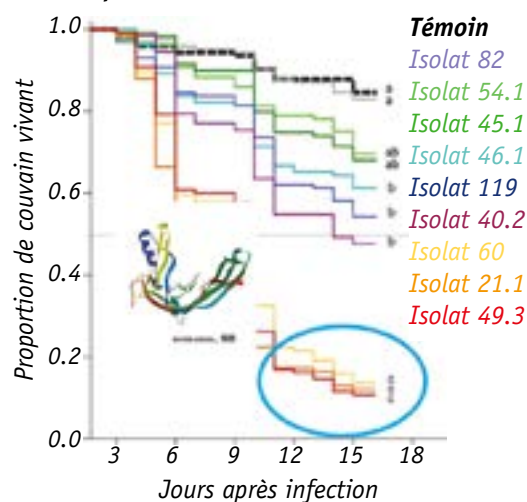 1.0
0.8
0.6
0.4
0.2
0.0
Proportion de couvain vivant
3 6 9 12 15 18
Jours après infection
Témoin
Isolat 82
Isolat 54.1
Isolat 45.1
Isolat 46.1
Isolat 119
Isolat 40.2
Isolat 60
Isolat 21.1
Isolat 49.3